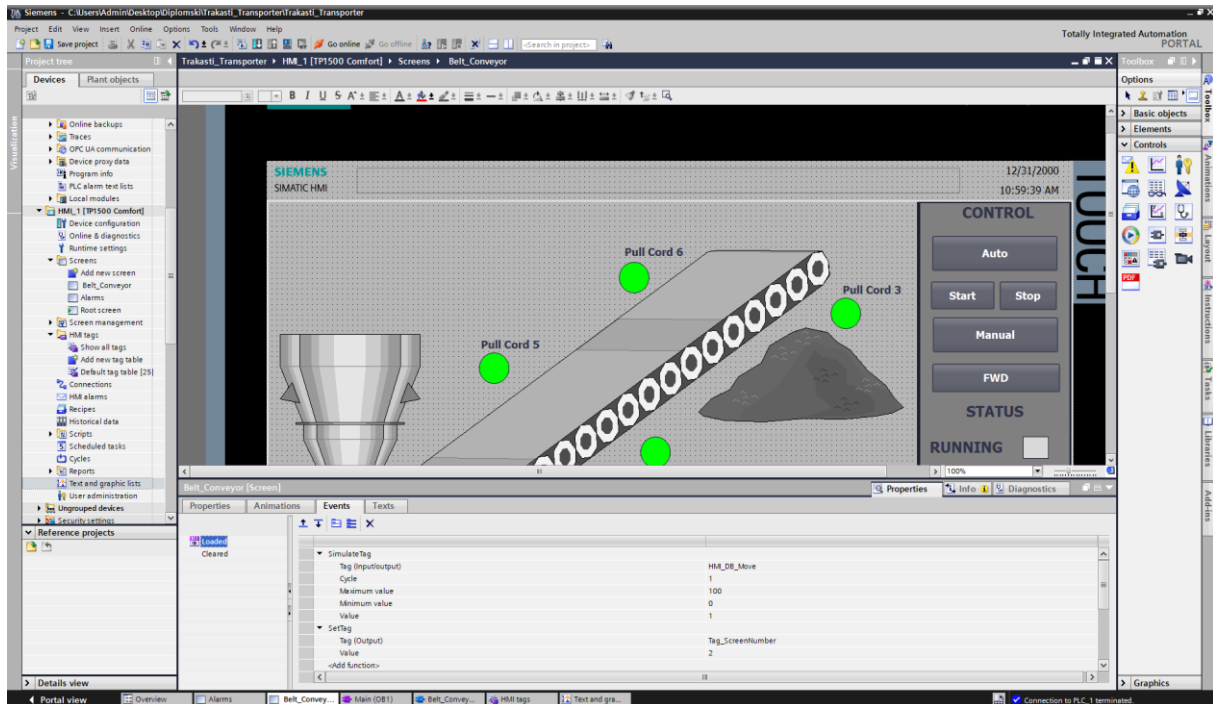 Siemens - C:\Users\Admin\Desktop\Diplomski\Trakasti_Transporter\Trakasti_Transporter
Project Edit View Insert Online Options Tools Window Help
Totally Integrated Automation
PORTAL
Save project Go online Go offline <Search in project>
Project tree
Trakasti_Transporter HMI_1 [TP1500 Comfort] Screens Belt_Conveyor
Toolbox
Devices Plant objects
Options
B I U S A
Visualization
Online backups
Traces
OPC UA communication
Device proxy data
Program info
PLC alarm text lists
Local modules
HMI_1 [TP1500 Comfort]
Device configuration
Online & diagnostics
Runtime settings
Screens
Add new screen
Belt_Conveyor
Alarms
Root screen
Screen management
HMI tags
Show all tags
Add new tag table
Default tag table [25]
Connections
HMI alarms
Recipes
Historical data
Scripts
Scheduled tasks
Cycles
Reports
Text and graphic lists
User administration
Ungrouped devices
Security settings
Reference projects
Details view
SIEMENS
SIMATIC HMI
12/31/2000
10:59:39 AM
TOUCH
CONTROL
Auto
Start Stop
Manual
FWD
STATUS
RUNNING
Pull Cord 6
Pull Cord 3
Pull Cord 5
100%
Basic objects
Elements
Controls
PDF
Graphics
Toolbox
Animations
Layout
Instructions
Tasks
Libraries
Add-ins
Belt_Conveyor [Screen]
Properties Info Diagnostics
Properties Animations Events Texts
Loaded
Cleared
SimulateTag
Tag (Input/output) HMI_DB_Move
Cycle 1
Maximum value 100
Minimum value 0
Value 1
SetTag
Tag (Output) Tag_ScreenNumber
Value 2
<Add function>
Portal view Overview Alarms Belt_Convey... Main (OB1) Belt_Convey... HMI tags Text and gra...
Connection to PLC_1 terminated.